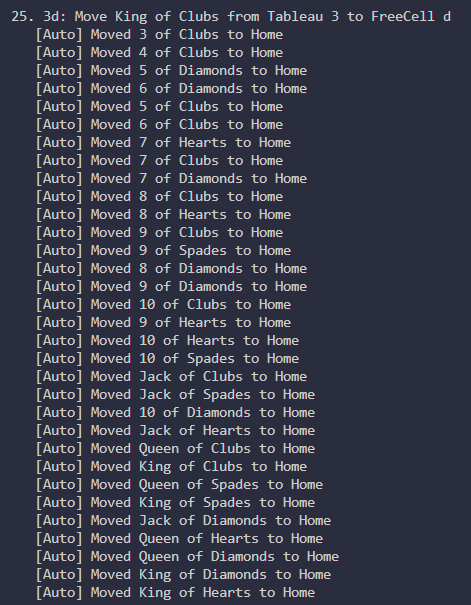 25. 3d: Move King of Clubs from Tableau 3 to FreeCell d
[Auto] Moved 3 of Clubs to Home
[Auto] Moved 4 of Clubs to Home
[Auto] Moved 5 of Diamonds to Home
[Auto] Moved 6 of Diamonds to Home
[Auto] Moved 5 of Clubs to Home
[Auto] Moved 6 of Clubs to Home
[Auto] Moved 7 of Hearts to Home
[Auto] Moved 7 of Clubs to Home
[Auto] Moved 7 of Diamonds to Home
[Auto] Moved 8 of Clubs to Home
[Auto] Moved 8 of Hearts to Home
[Auto] Moved 9 of Clubs to Home
[Auto] Moved 9 of Spades to Home
[Auto] Moved 8 of Diamonds to Home
[Auto] Moved 9 of Diamonds to Home
[Auto] Moved 10 of Clubs to Home
[Auto] Moved 9 of Hearts to Home
[Auto] Moved 10 of Hearts to Home
[Auto] Moved 10 of Spades to Home
[Auto] Moved Jack of Clubs to Home
[Auto] Moved Jack of Spades to Home
[Auto] Moved 10 of Diamonds to Home
[Auto] Moved Jack of Hearts to Home
[Auto] Moved Queen of Clubs to Home
[Auto] Moved King of Clubs to Home
[Auto] Moved Queen of Spades to Home
[Auto] Moved King of Spades to Home
[Auto] Moved Jack of Diamonds to Home
[Auto] Moved Queen of Hearts to Home
[Auto] Moved Queen of Diamonds to Home
[Auto] Moved King of Diamonds to Home
[Auto] Moved King of Hearts to Home